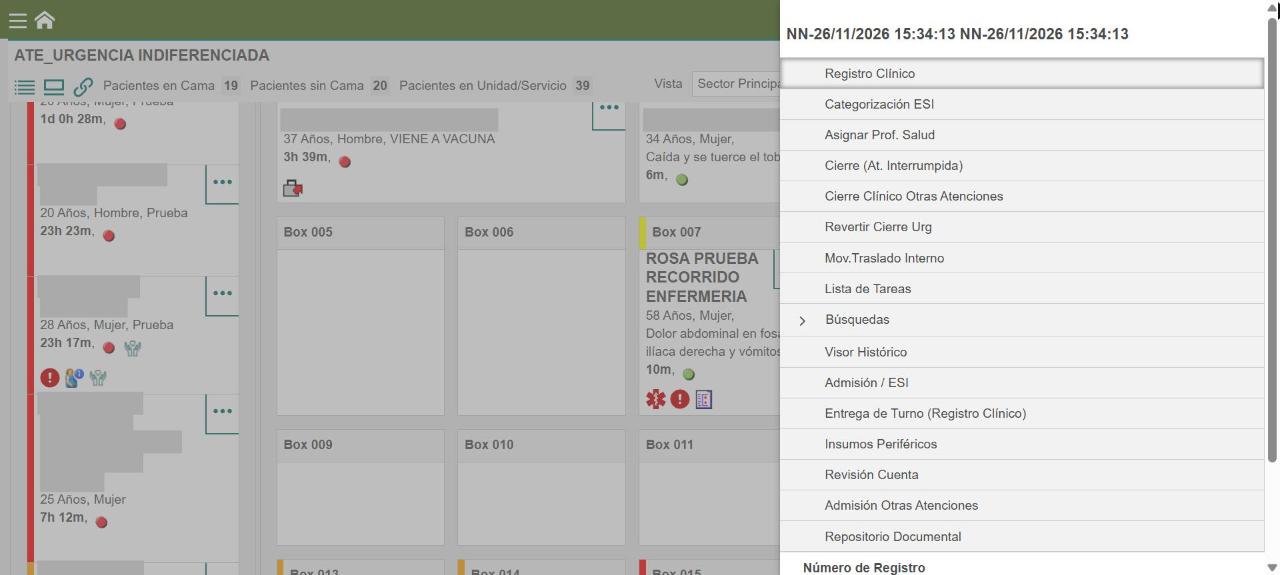 NN-26/11/2026 15:34:13 NN-26/11/2026 15:34:13
ATE_URGENCIA INDIFERENCIADA
Pacientes en Cama 19 Pacientes sin Cama 20 Pacientes en Unidad/Servicio 39 Vista Sector Principa
20 Años, Mujer, Prueba
1d 0h 28m,
20 Años, Hombre, Prueba
23h 23m,
28 Años, Mujer, Prueba
23h 17m,
25 Años, Mujer
7h 12m,
37 Años, Hombre, VIENE A VACUNA
3h 39m,
34 Años, Mujer,
Caída y se tuerce el tob
6m,
Box 005
Box 006
Box 007
ROSA PRUEBA
RECORRIDO
ENFERMERIA
58 Años, Mujer,
Dolor abdominal en fosa
ilíaca derecha y vómitos
10m,
Box 009
Box 010
Box 011
Box 013
Box 014
Box 015
Registro Clínico
Categorización ESI
Asignar Prof. Salud
Cierre (At. Interrumpida)
Cierre Clínico Otras Atenciones
Revertir Cierre Urg
Mov.Traslado Interno
Lista de Tareas
Búsquedas
Visor Histórico
Admisión / ESI
Entrega de Turno (Registro Clínico)
Insumos Periféricos
Revisión Cuenta
Admisión Otras Atenciones
Repositorio Documental
Número de Registro